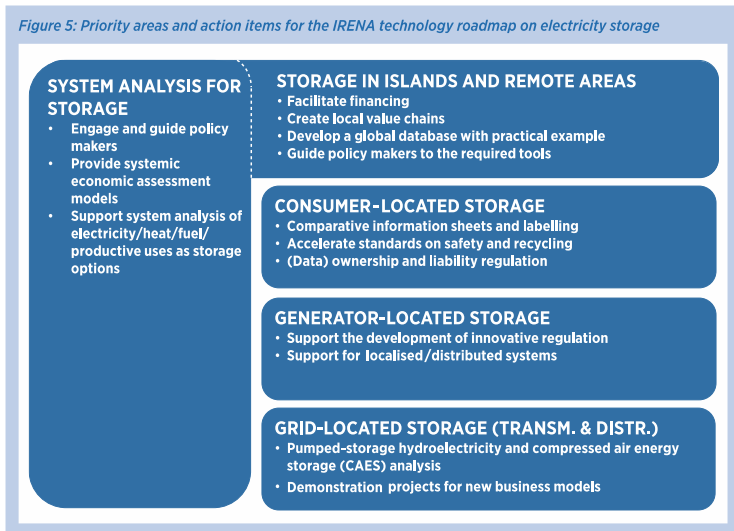 Figure 5: Priority areas and action items for the IRENA technology roadmap on electricity storage
SYSTEM ANALYSIS FOR
STORAGE
• Engage and guide policy
makers
• Provide systemic
economic assessment
models
• Support system analysis of
electricity/heat/fuel/
productive uses as storage
options
STORAGE IN ISLANDS AND REMOTE AREAS
• Facilitate financing
• Create local value chains
• Develop a global database with practical example
• Guide policy makers to the required tools
CONSUMER-LOCATED STORAGE
• Comparative information sheets and labelling
• Accelerate standards on safety and recycling
• (Data) ownership and liability regulation
GENERATOR-LOCATED STORAGE
• Support the development of innovative regulation
• Support for localised/distributed systems
GRID-LOCATED STORAGE (TRANSM. & DISTR.)
• Pumped-storage hydroelectricity and compressed air energy
storage (CAES) analysis
• Demonstration projects for new business models